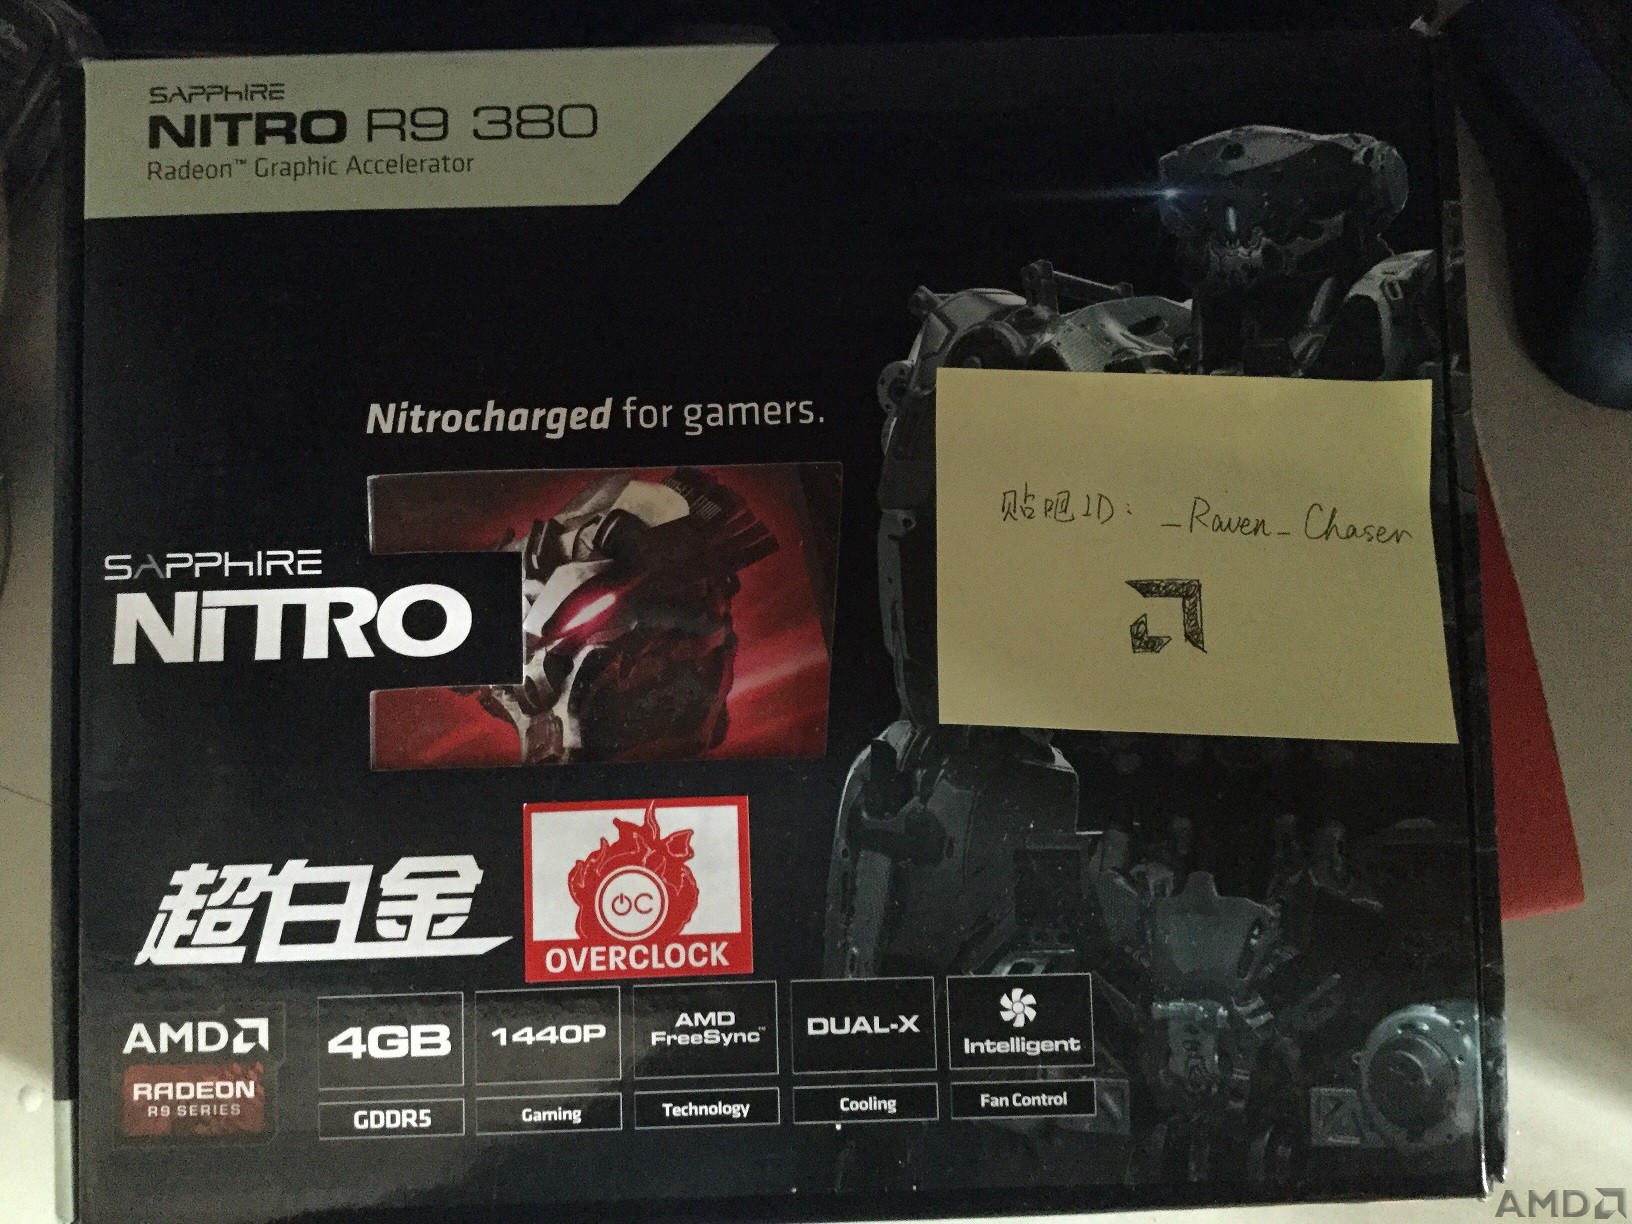 SAPPHIRE
NITRO R9 380
Radeon™ Graphic Accelerator
Nitrocharged for gamers.
SAPPHIRE
NITRO
贴吧ID: _Raven_Chaser
超白金
OC
OVERCLOCK
AMD
RADEON
R9 SERIES
4GB
GDDR5
1440P
Gaming
AMD
FreeSync™
Technology
DUAL-X
Cooling
Intelligent
Fan Control
AMD